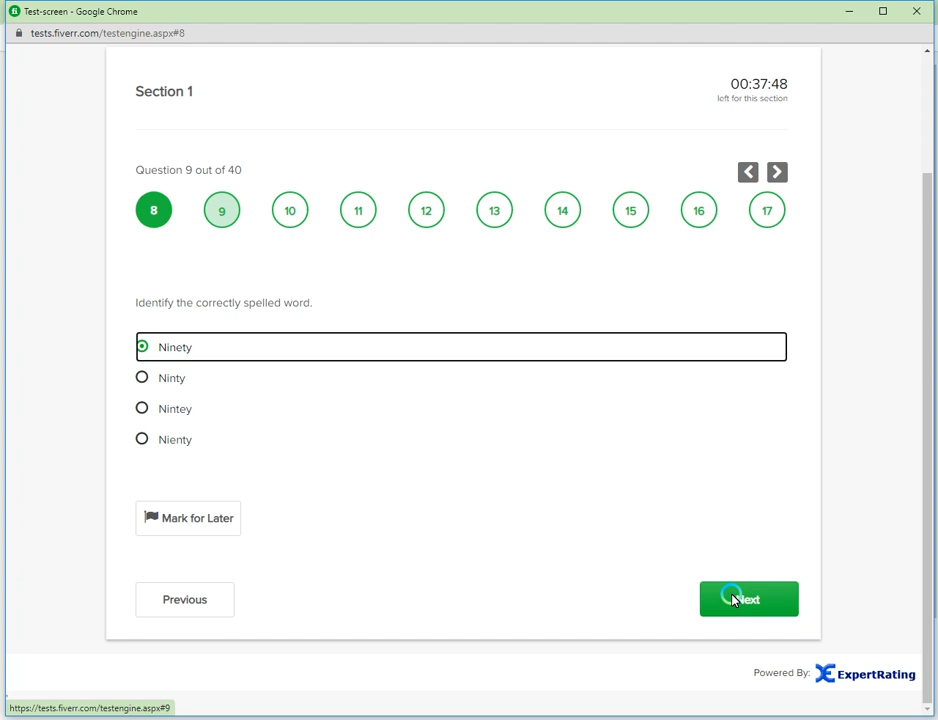 Test-screen - Google Chrome
tests.fiverr.com/testengine.aspx#8
Section 1
00:37:48
left for this section
Question 9 out of 40
8 9 10 11 12 13 14 15 16 17
Identify the correctly spelled word.
Ninety
Ninty
Nintey
Nienty
Mark for Later
Previous
Next
Powered By: ExpertRating
https://tests.fiverr.com/testengine.aspx#9